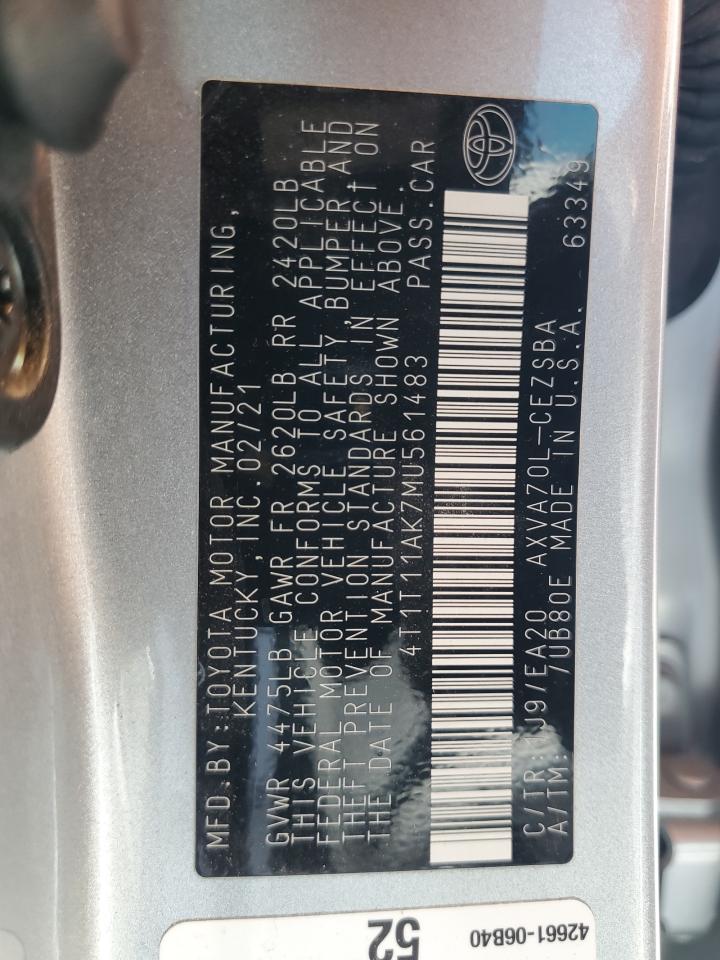 MFD. BY: TOYOTA MOTOR MANUFACTURING,
KENTUCKY, INC. 02/21
GVWR 4475LB GAWR FR 2620LB RR 2420LB
THIS VEHICLE CONFORMS TO ALL APPLICABLE
FEDERAL MOTOR VEHICLE SAFETY, BUMPER AND
THEFT PREVENTION STANDARDS IN EFFECT ON
THE DATE OF MANUFACTURE SHOWN ABOVE.
4T1T11AK7MU561483 PASS.CAR
C/TR: 1J9/EA20 AXVA70L-CEZSBA
A/TM: /UB80E MADE IN U.S.A. 63349
52
42661-06B40